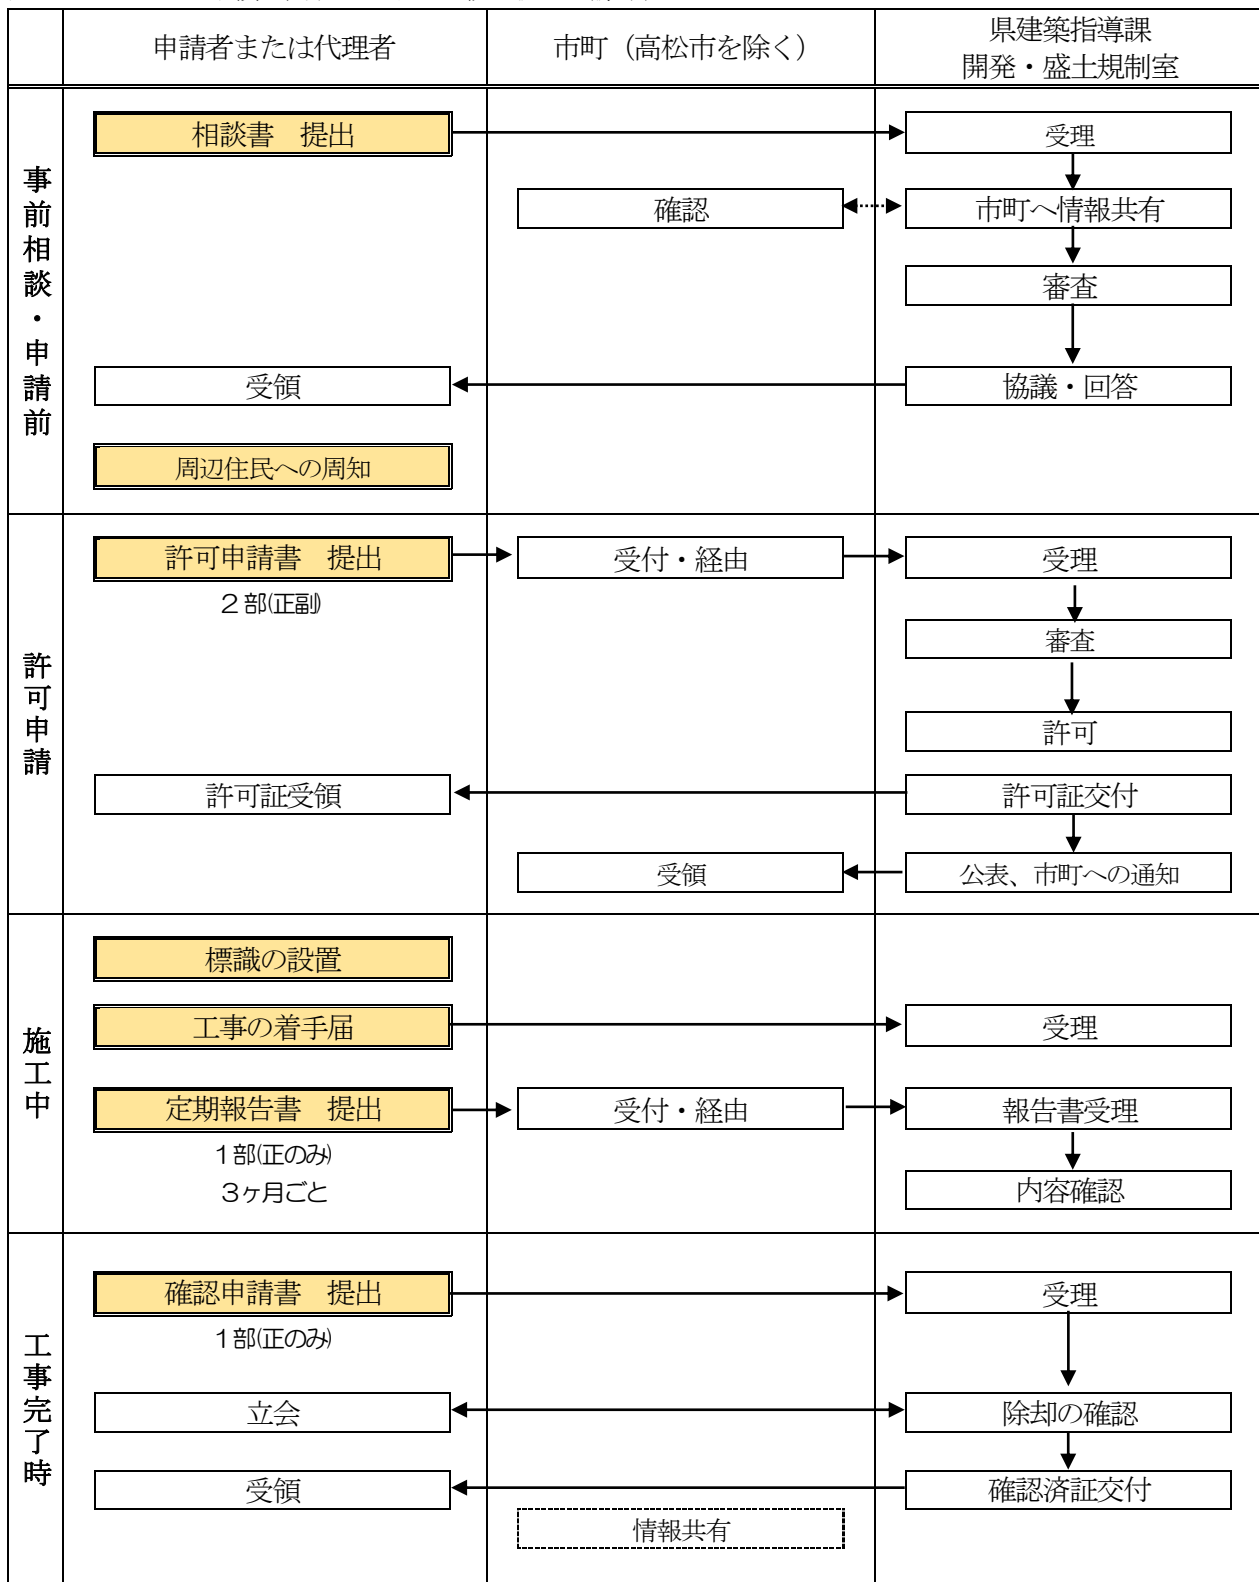 申請者または代理者
市町（高松市を除く）
県建築指導課
開発・盛土規制室
事前相談・申請前
相談書　提出
受理
確認
市町へ情報共有
審査
受領
協議・回答
周辺住民への周知
許可申請
許可申請書　提出
受付・経由
受理
２部(正副)
審査
許可
許可証受領
許可証交付
受領
公表、市町への通知
施工中
標識の設置
工事の着手届
受理
定期報告書　提出
受付・経由
報告書受理
１部(正のみ)
３ヶ月ごと
内容確認
工事完了時
確認申請書　提出
受理
１部(正のみ)
立会
除却の確認
受領
確認済証交付
情報共有